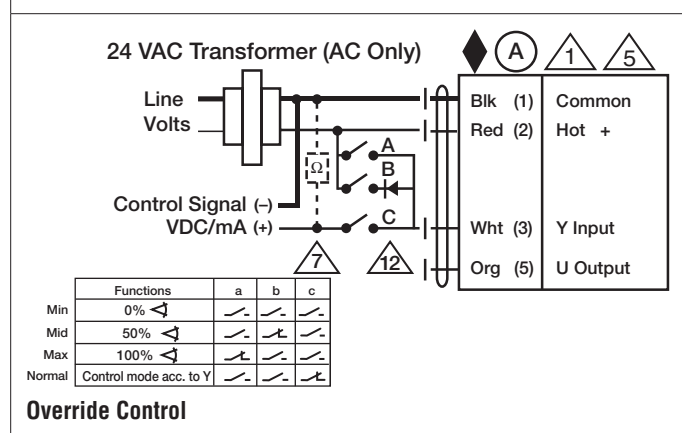 24 VAC Transformer (AC Only)
A
1
5
Line
Volts
Blk (1) Common
Red (2) Hot +
A
Ω
B
Control Signal (–)
VDC/mA (+)
C
Wht (3) Y Input
7
12
Org (5) U Output
Functions a b c
Min 0%
Mid 50%
Max 100%
Normal Control mode acc. to Y
Override Control